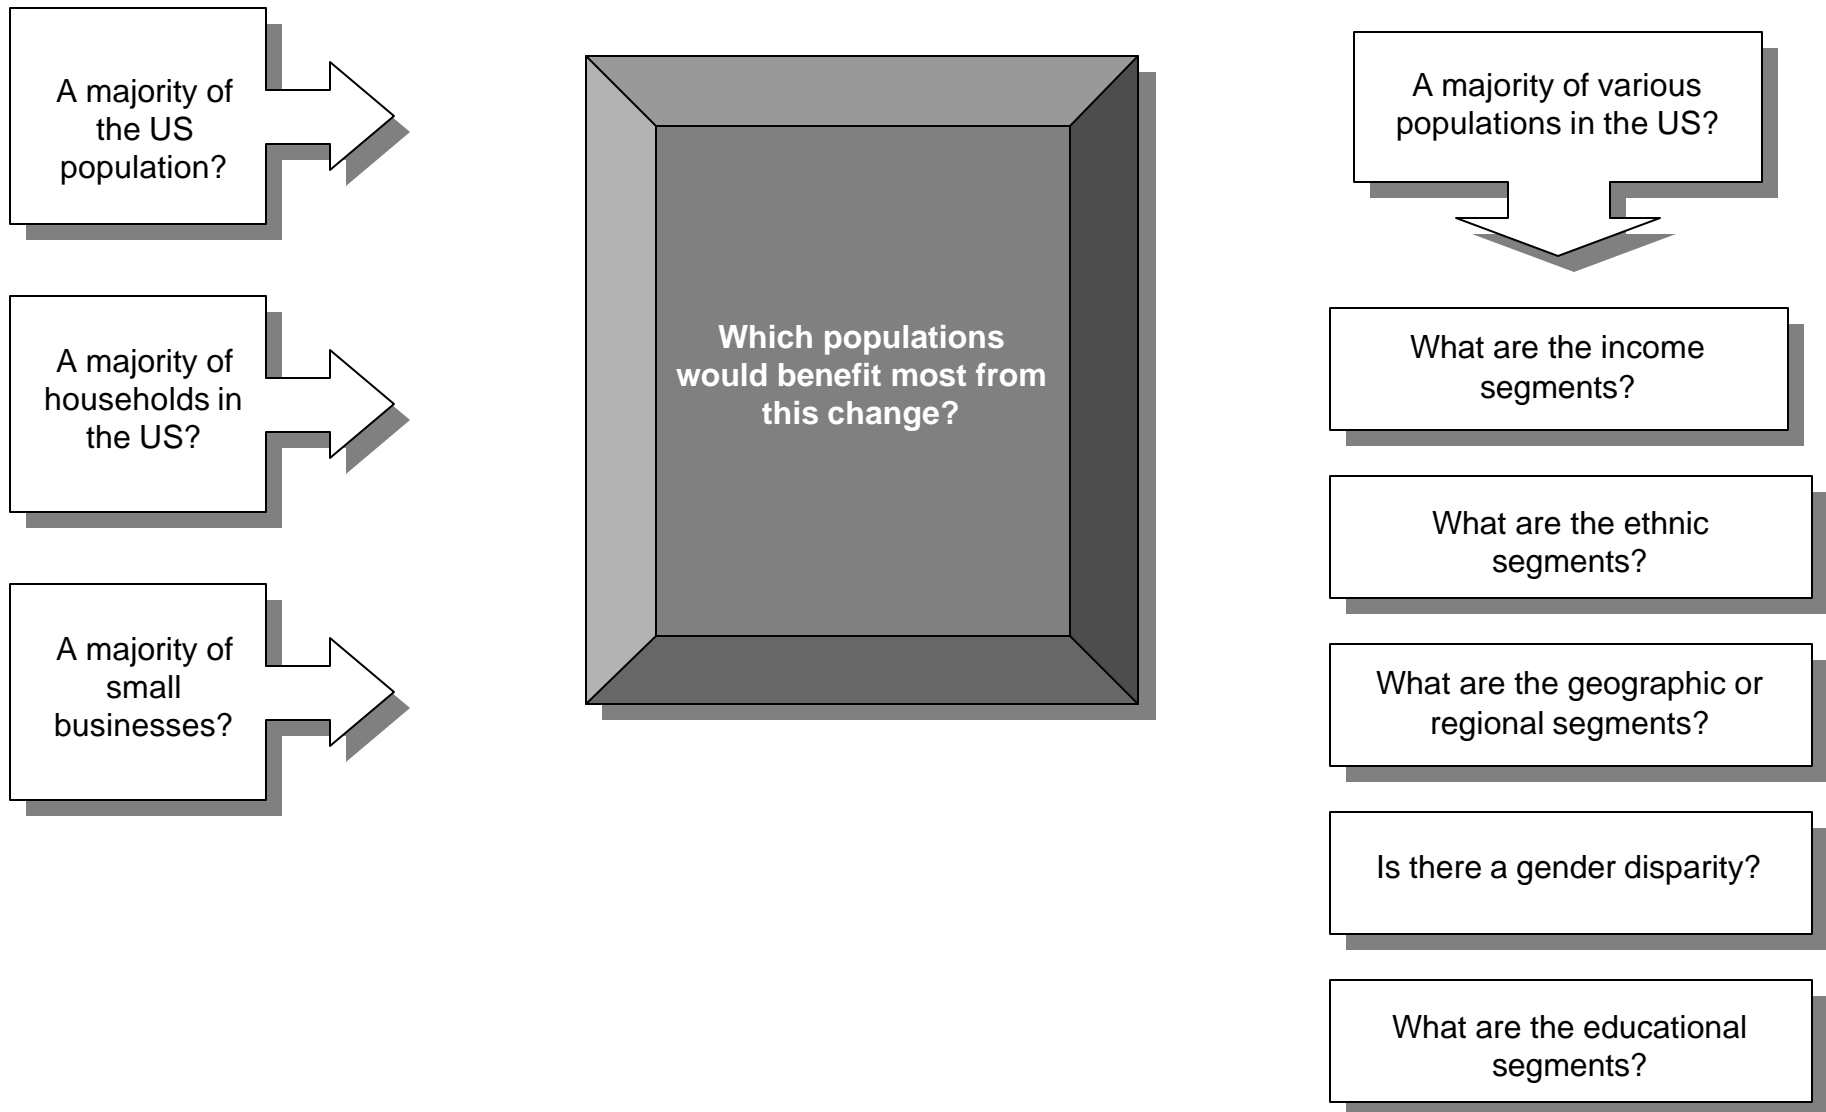 A majority of
the US
population?
A majority of
households in
the US?
A majority of
small
businesses?
Which populations
would benefit most from
this change?
A majority of various
populations in the US?
What are the income
segments?
What are the ethnic
segments?
What are the geographic or
regional segments?
Is there a gender disparity?
What are the educational
segments?